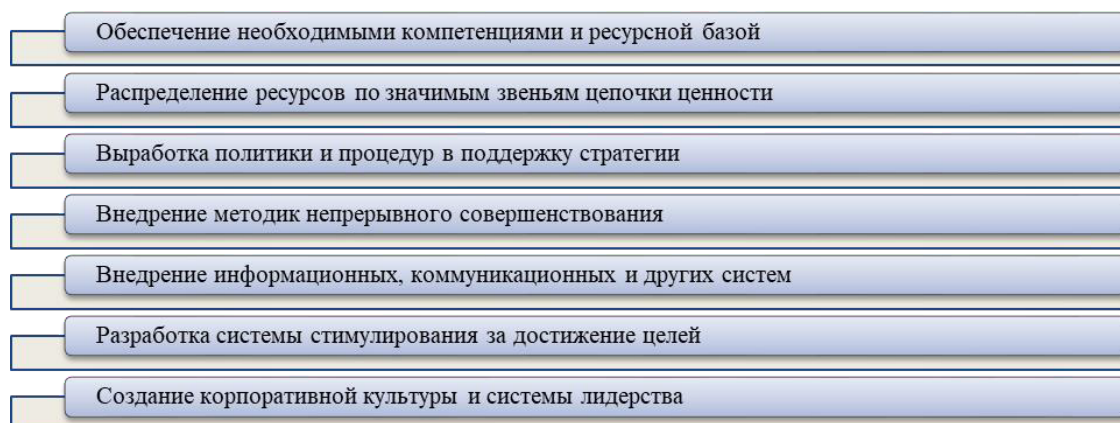 Обеспечение необходимыми компетенциями и ресурсной базой
Распределение ресурсов по значимым звеньям цепочки ценности
Выработка политики и процедур в поддержку стратегии
Внедрение методик непрерывного совершенствования
Внедрение информационных, коммуникационных и других систем
Разработка системы стимулирования за достижение целей
Создание корпоративной культуры и системы лидерства